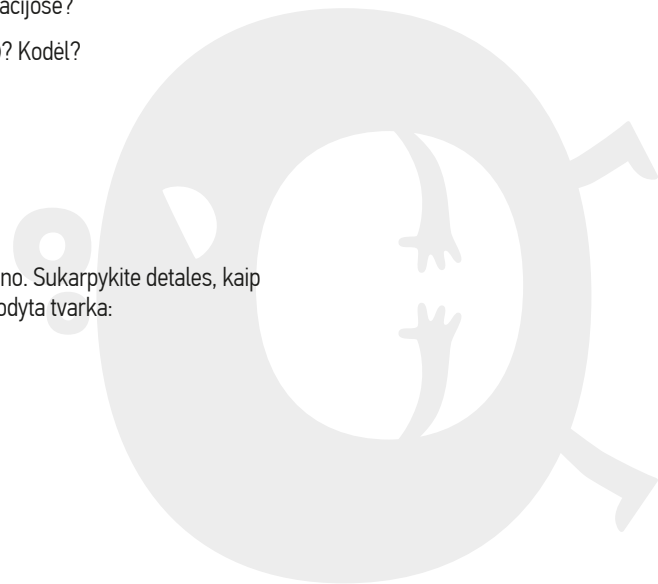 acijose?
? Kodėl?
no. Sukarpykite detales, kaip
odyta tvarka: